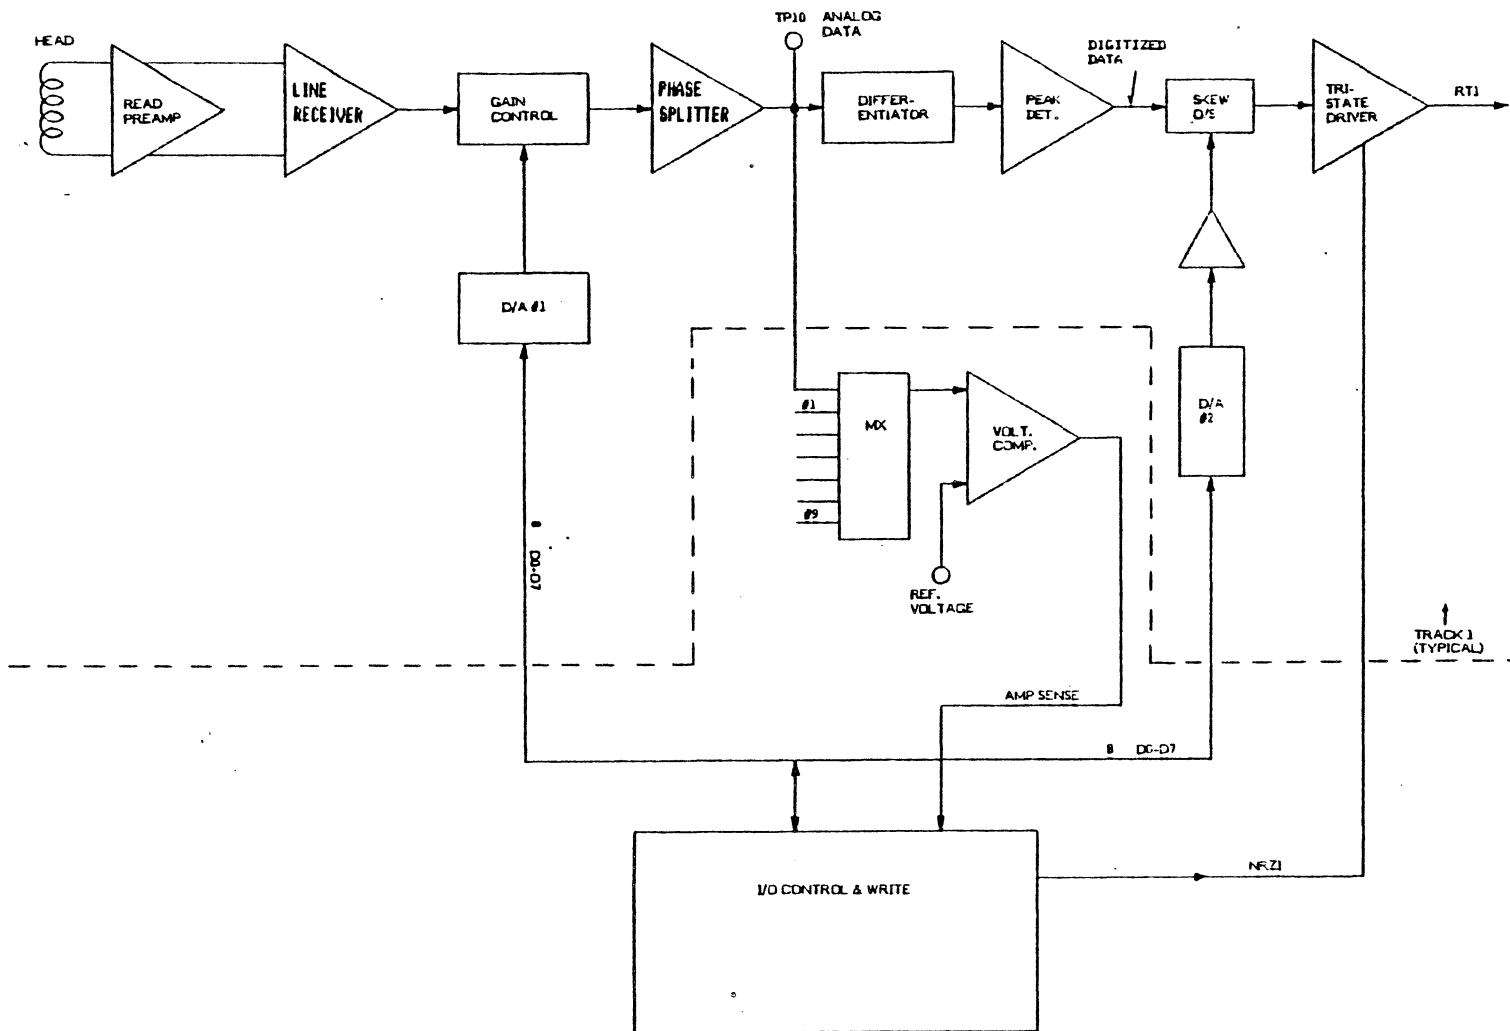 HEAD
READ
PREAMP
LINE
RECEIVER
GAIN
CONTROL
PHASE
SPLITTER
TP10 ANALOG
DATA
DIFFER-
ENTIATOR
PEAK
DET.
DIGITIZED
DATA
SKEW
O/S
TRI-
STATE
DRIVER
RT1
D/A #1
#1
#9
MX
VOLT.
COMP.
REF.
VOLTAGE
D/A
#2
8 D0-D7
TRACK 1
(TYPICAL)
AMP SENSE
8 D0-D7
I/O CONTROL & WRITE
NRZ1